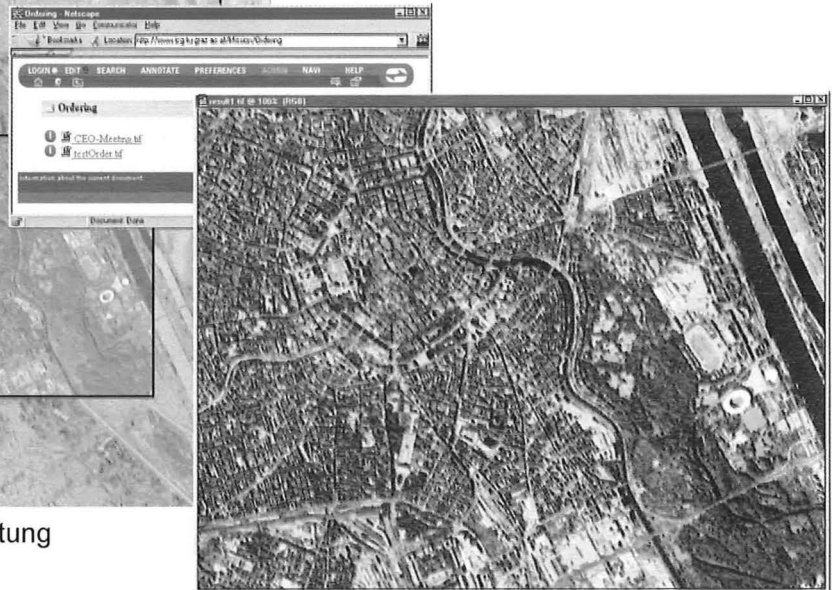 Ordering - Netscape
File Edit View Go Communicator Help
Bookmarks Location
LOGIN EDIT SEARCH ANNOTATE PREFERENCES ADMIN NAVI HELP
Ordering
CEO-Meeting.tif
testOrder.tif
Information about the current document
Document: Done
result1.tif @ 100% (RGB)
tung